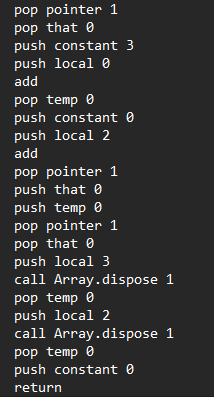 pop pointer 1
pop that 0
push constant 3
push local 0
add
pop temp 0
push constant 0
push local 2
add
pop pointer 1
push that 0
push temp 0
pop pointer 1
pop that 0
push local 3
call Array.dispose 1
pop temp 0
push local 2
call Array.dispose 1
pop temp 0
push constant 0
return